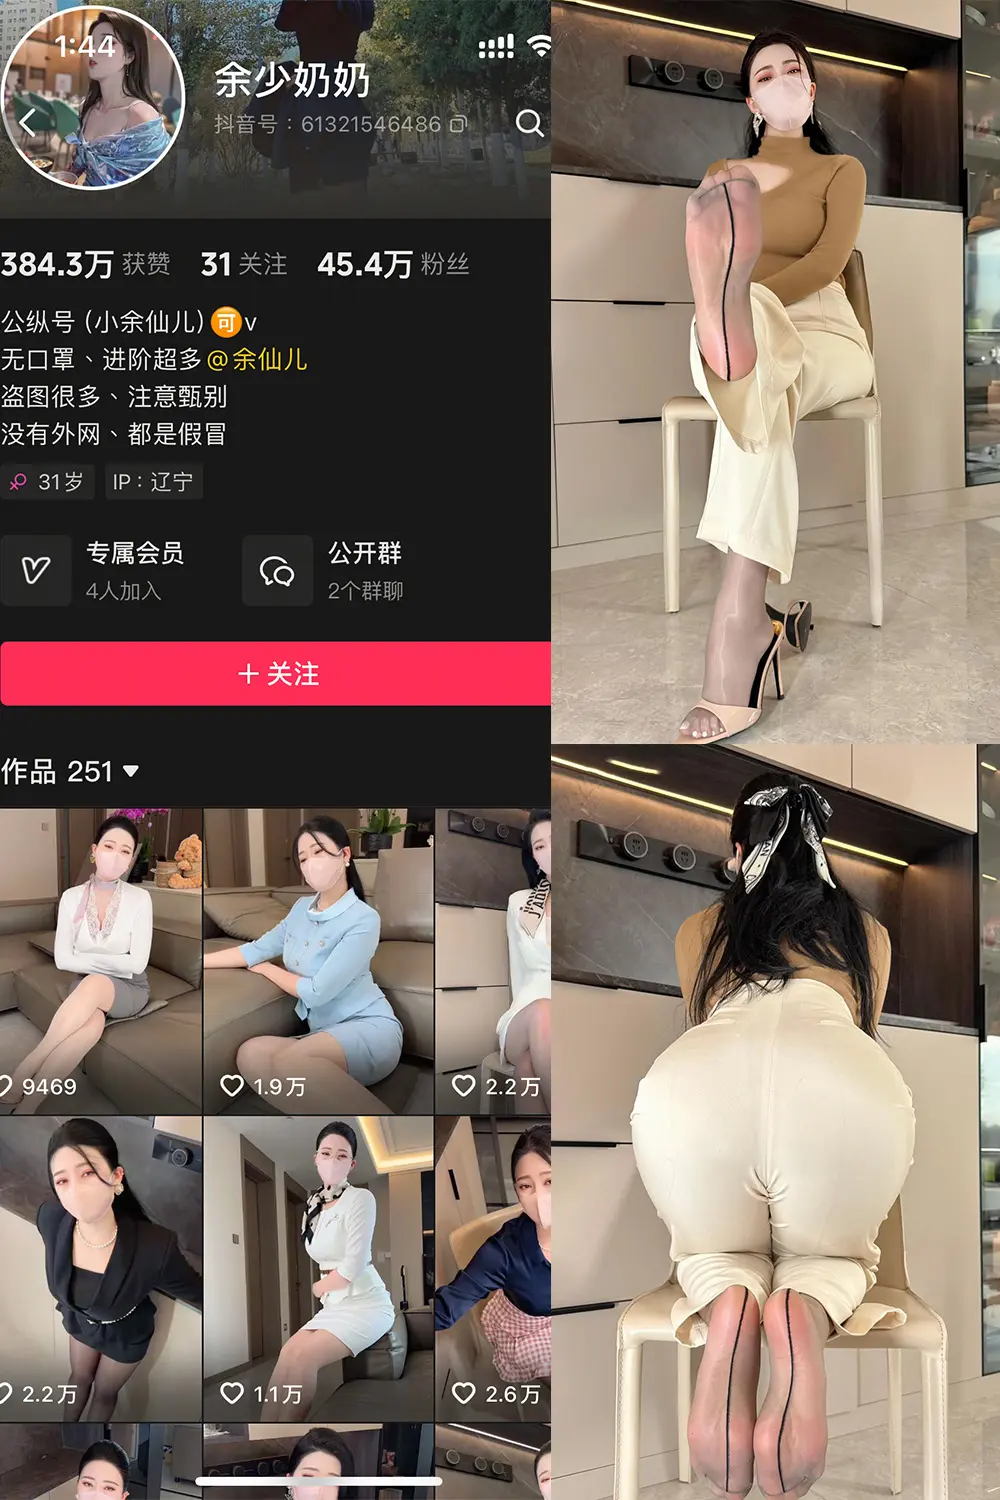 1:44
余少奶奶
抖音号：61321546486
384.3万 获赞 31 关注 45.4万 粉丝
公纵号 (小余仙儿) 可 v
无口罩、进阶超多@余仙儿
盗图很多、注意甄别
没有外网、都是假冒
31岁 IP：辽宁
专属会员 公开群
4人加入 2个群聊
+ 关注
作品 251
9469 1.9万 2.2万
2.2万 1.1万 2.6万